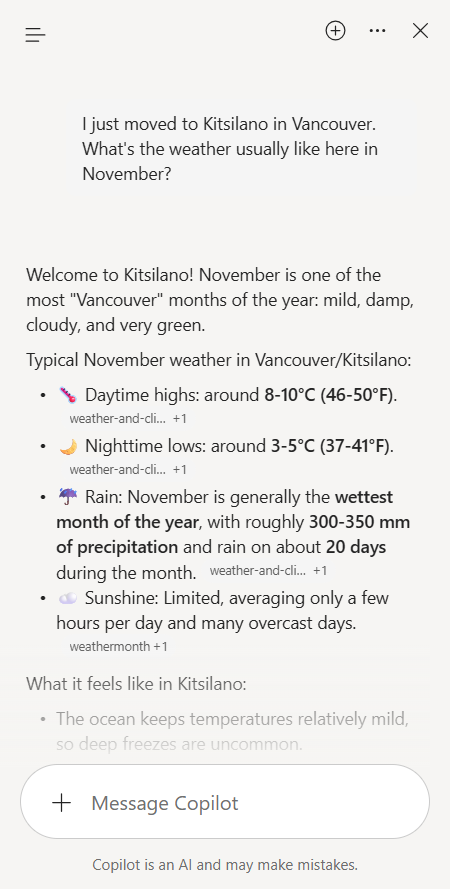 I just moved to Kitsilano in Vancouver.
What's the weather usually like here in
November?
Welcome to Kitsilano! November is one of the
most "Vancouver" months of the year: mild, damp,
cloudy, and very green.
Typical November weather in Vancouver/Kitsilano:
• 🌡️ Daytime highs: around 8-10°C (46-50°F).
weather-and-cli... +1
• 🌙 Nighttime lows: around 3-5°C (37-41°F).
weather-and-cli... +1
• ☂️ Rain: November is generally the wettest
month of the year, with roughly 300-350 mm
of precipitation and rain on about 20 days
during the month. weather-and-cli... +1
• ☁️ Sunshine: Limited, averaging only a few
hours per day and many overcast days.
weathermonth +1
What it feels like in Kitsilano:
• The ocean keeps temperatures relatively mild,
so deep freezes are uncommon.
Message Copilot
Copilot is an AI and may make mistakes.